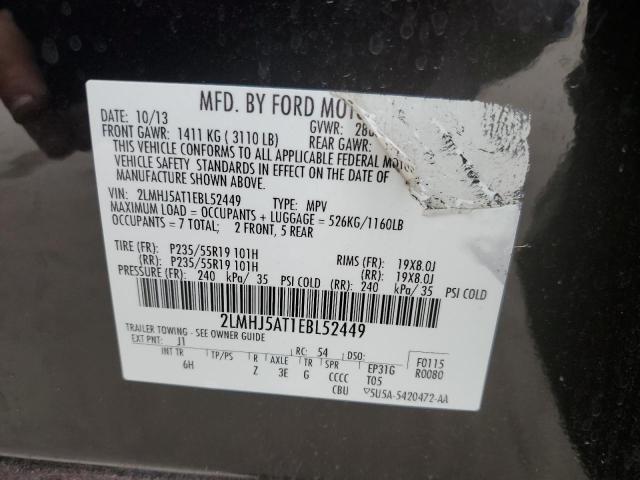 MFD. BY FORD MOTO
DATE: 10/13 GVWR: 280
FRONT GAWR: 1411 KG ( 3110 LB) REAR GAWR:
THIS VEHICLE CONFORMS TO ALL APPLICABLE FEDERAL MOTOR
VEHICLE SAFETY STANDARDS IN EFFECT ON THE DATE OF
MANUFACTURE SHOWN ABOVE.
VIN: 2LMHJ5AT1EBL52449 TYPE: MPV
MAXIMUM LOAD = OCCUPANTS + LUGGAGE = 526KG/1160LB
OCCUPANTS = 7 TOTAL; 2 FRONT, 5 REAR
TIRE (FR): P235/55R19 101H RIMS (FR): 19X8.0J
(RR): P235/55R19 101H (RR): 19X8.0J
PRESSURE (FR): 240 kPa/ 35 PSI COLD (RR): 240 kPa/ 35 PSI COLD
2LMHJ5AT1EBL52449
TRAILER TOWING - SEE OWNER GUIDE
EXT PNT: J1 RC: 54 DSO: F0115
INT TR TP/PS R AXLE TR SPR EP31G R0080
6H Z 3E G CCCC T05
CBU 5U5A-5420472-AA